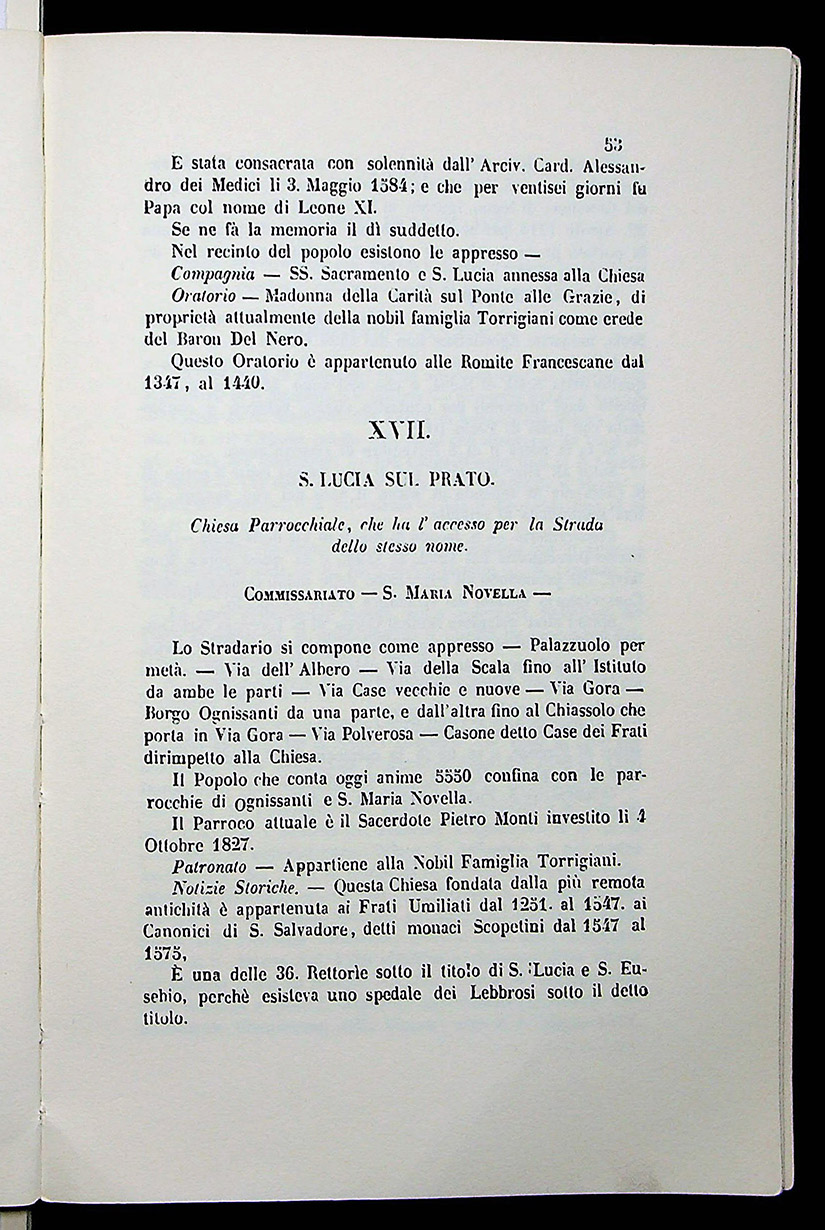 53
E stata consacrata con solennità dall' Arciv. Card. Alessan-
dro dei Medici li 3. Maggio 1584; e che per ventisei giorni fu
Papa col nome di Leone XI.
Se ne fà la memoria il dì suddetto.
Nel recinto del popolo esistono le appresso —
Compagnia — SS. Sacramento e S. Lucia annessa alla Chiesa
Oratorio — Madonna della Carità sul Ponte alle Grazie, di
proprietà attualmente della nobil famiglia Torrigiani come erede
del Baron Del Nero.
Questo Oratorio è appartenuto alle Romite Francescane dal
1347, al 1440.
XVII.
S. LUCIA SUL PRATO.
Chiesa Parrocchiale, che ha l' accesso per la Strada
dello stesso nome.
COMMISSARIATO — S. MARIA NOVELLA —
Lo Stradario si compone come appresso — Palazzuolo per
metà. — Via dell' Albero — Via della Scala fino all' Istituto
da ambe le parti — Via Case vecchie e nuove — Via Gora —
Borgo Ognissanti da una parte, e dall'altra fino al Chiassolo che
porta in Via Gora — Via Polverosa — Casone detto Case dei Frati
dirimpetto alla Chiesa.
Il Popolo che conta oggi anime 5550 confina con le par-
rocchie di ognissanti e S. Maria Novella.
Il Parroco attuale è il Sacerdote Pietro Monti investito li 4
Ottobre 1827.
Patronato — Appartiene alla Nobil Famiglia Torrigiani.
Notizie Storiche. — Questa Chiesa fondata dalla più remota
antichità è appartenuta ai Frati Umiliati dal 1251. al 1547. ai
Canonici di S. Salvadore, detti monaci Scopetini dal 1547 al
1575,
È una delle 36. Rettorìe sotto il titolo di S. Lucia e S. Eu-
sebio, perchè esisteva uno spedale dei Lebbrosi sotto il detto
titolo.